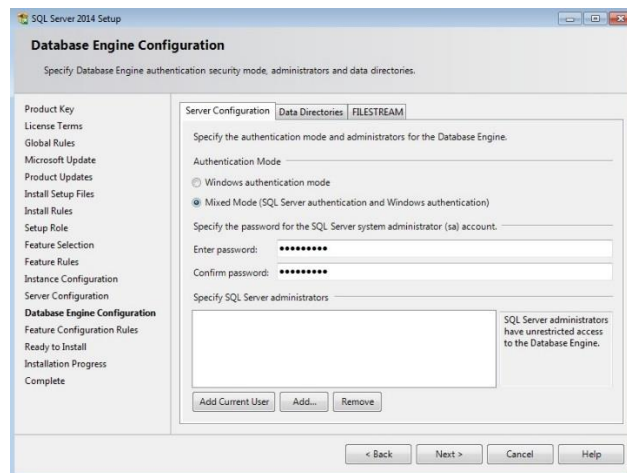 SQL Server 2014 Setup
Database Engine Configuration
Specify Database Engine authentication security mode, administrators and data directories.
Product Key
License Terms
Global Rules
Microsoft Update
Product Updates
Install Setup Files
Install Rules
Setup Role
Feature Selection
Feature Rules
Instance Configuration
Server Configuration
Database Engine Configuration
Feature Configuration Rules
Ready to Install
Installation Progress
Complete
Server Configuration Data Directories FILESTREAM
Specify the authentication mode and administrators for the Database Engine.
Authentication Mode
Windows authentication mode
Mixed Mode (SQL Server authentication and Windows authentication)
Specify the password for the SQL Server system administrator (sa) account.
Enter password: •••••••••
Confirm password: •••••••••
Specify SQL Server administrators
SQL Server administrators
have unrestricted access
to the Database Engine.
Add Current User Add... Remove
< Back Next > Cancel Help